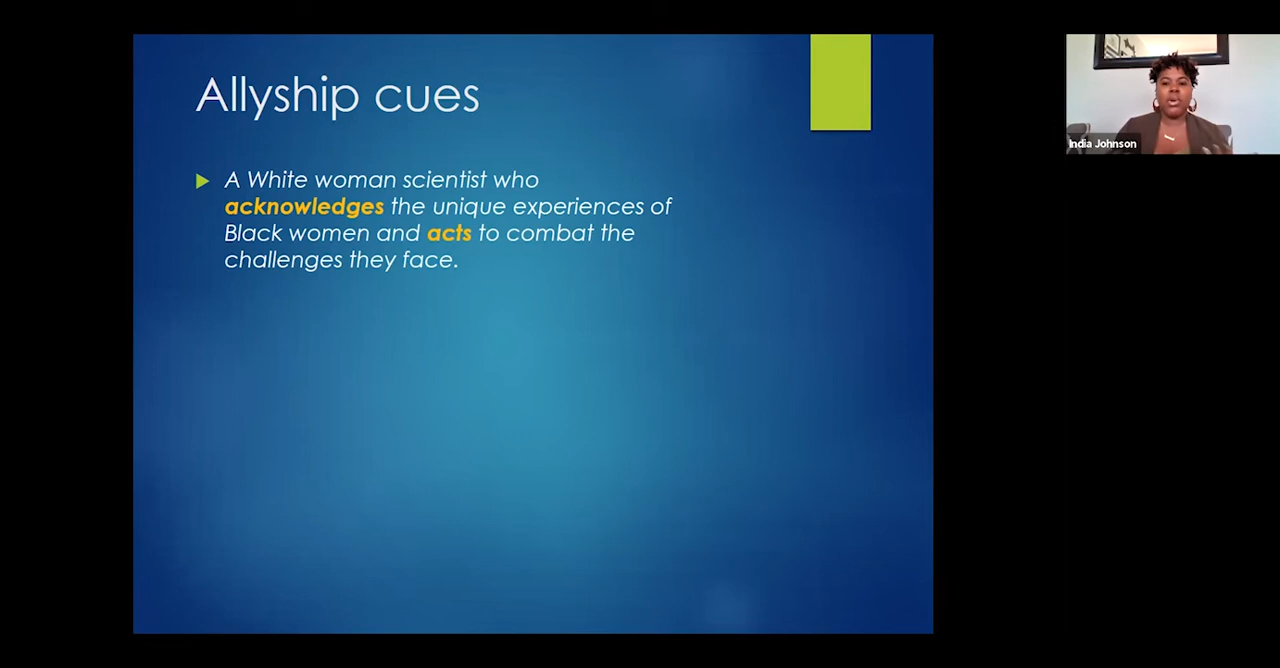 Allyship cues
A White woman scientist who
acknowledges the unique experiences of
Black women and acts to combat the
challenges they face.
India Johnson